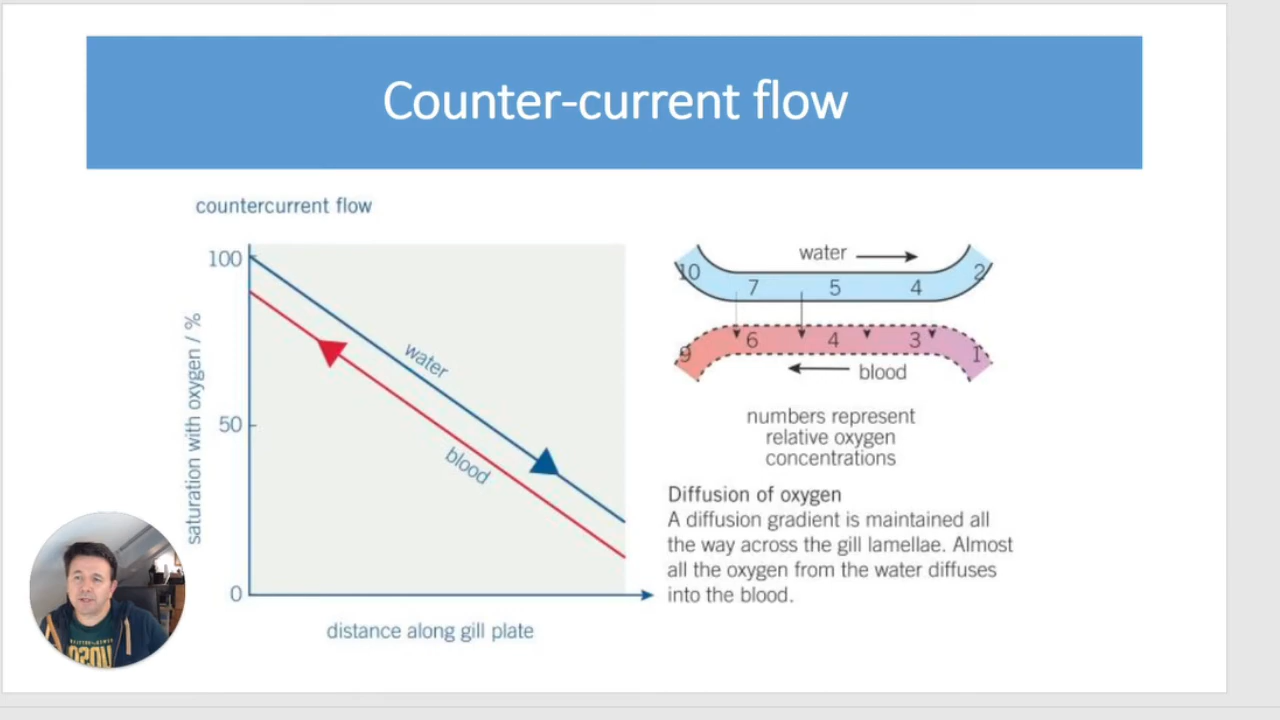 Counter-current flow
countercurrent flow
100
50
0
saturation with oxygen / %
water
blood
distance along gill plate
water
10 7 5 4 2
9 6 4 3 1
blood
numbers represent
relative oxygen
concentrations
Diffusion of oxygen
A diffusion gradient is maintained all
the way across the gill lamellae. Almost
all the oxygen from the water diffuses
into the blood.